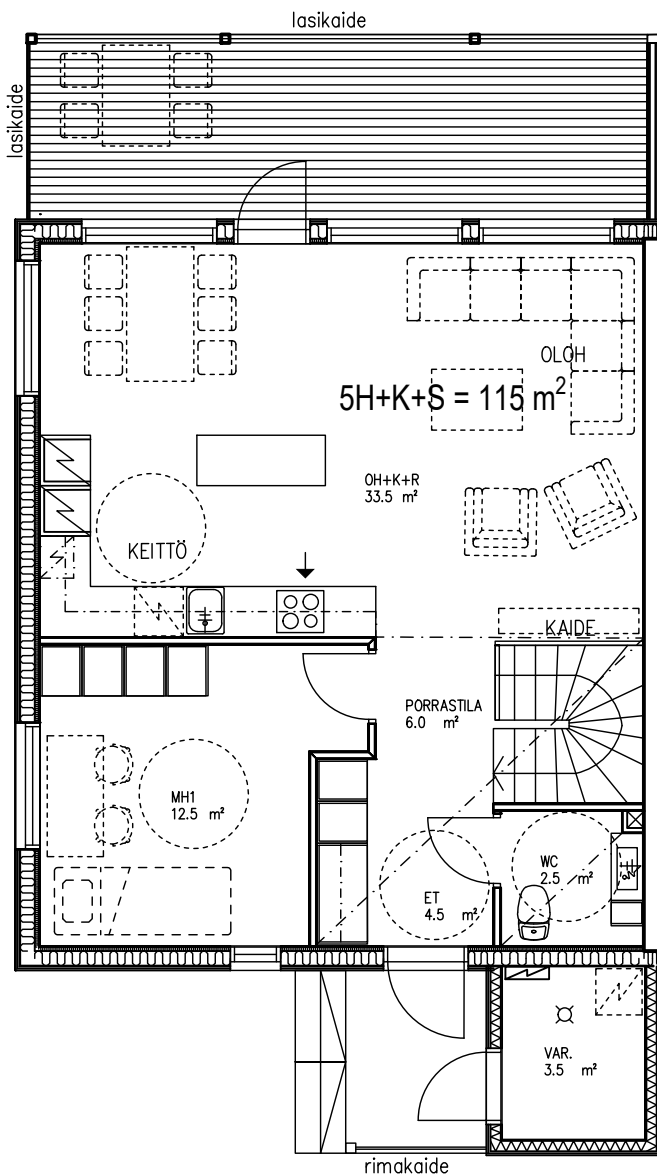 lasikaide
lasikaide
OLOH
5H+K+S = 115 m²
OH+K+R
33.5 m²
KEITTÖ
KAIDE
PORRASTILA
6.0 m²
MH1
12.5 m²
WC
2.5 m²
ET
4.5 m²
VAR.
3.5 m²
rimakaide